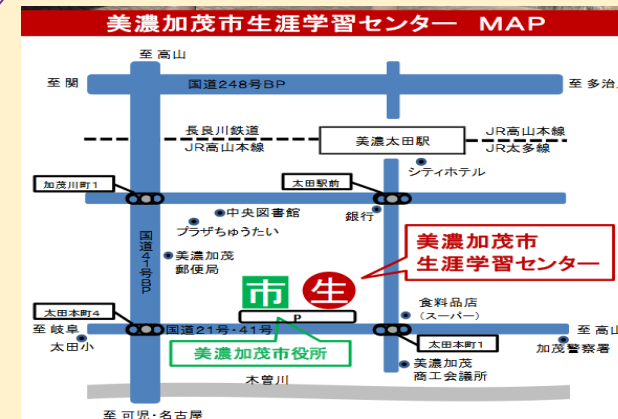 美濃加茂市生涯学習センター MAP
至 高山
至 関
国道248号BP
至 多治
長良川鉄道
JR高山本線
美濃太田駅
JR高山本線
JR太多線
シティホテル
加茂川町1
太田駅前
中央図書館
銀行
プラザちゅうたい
国道41号BP
美濃加茂
郵便局
美濃加茂市
生涯学習センター
市
生
P
食料品店
(スーパー)
太田本町4
至 岐阜
国道21号・41号
至 高山
太田小
美濃加茂市役所
太田本町1
加茂警察署
美濃加茂
商工会議所
木曽川
至 可児・名古屋